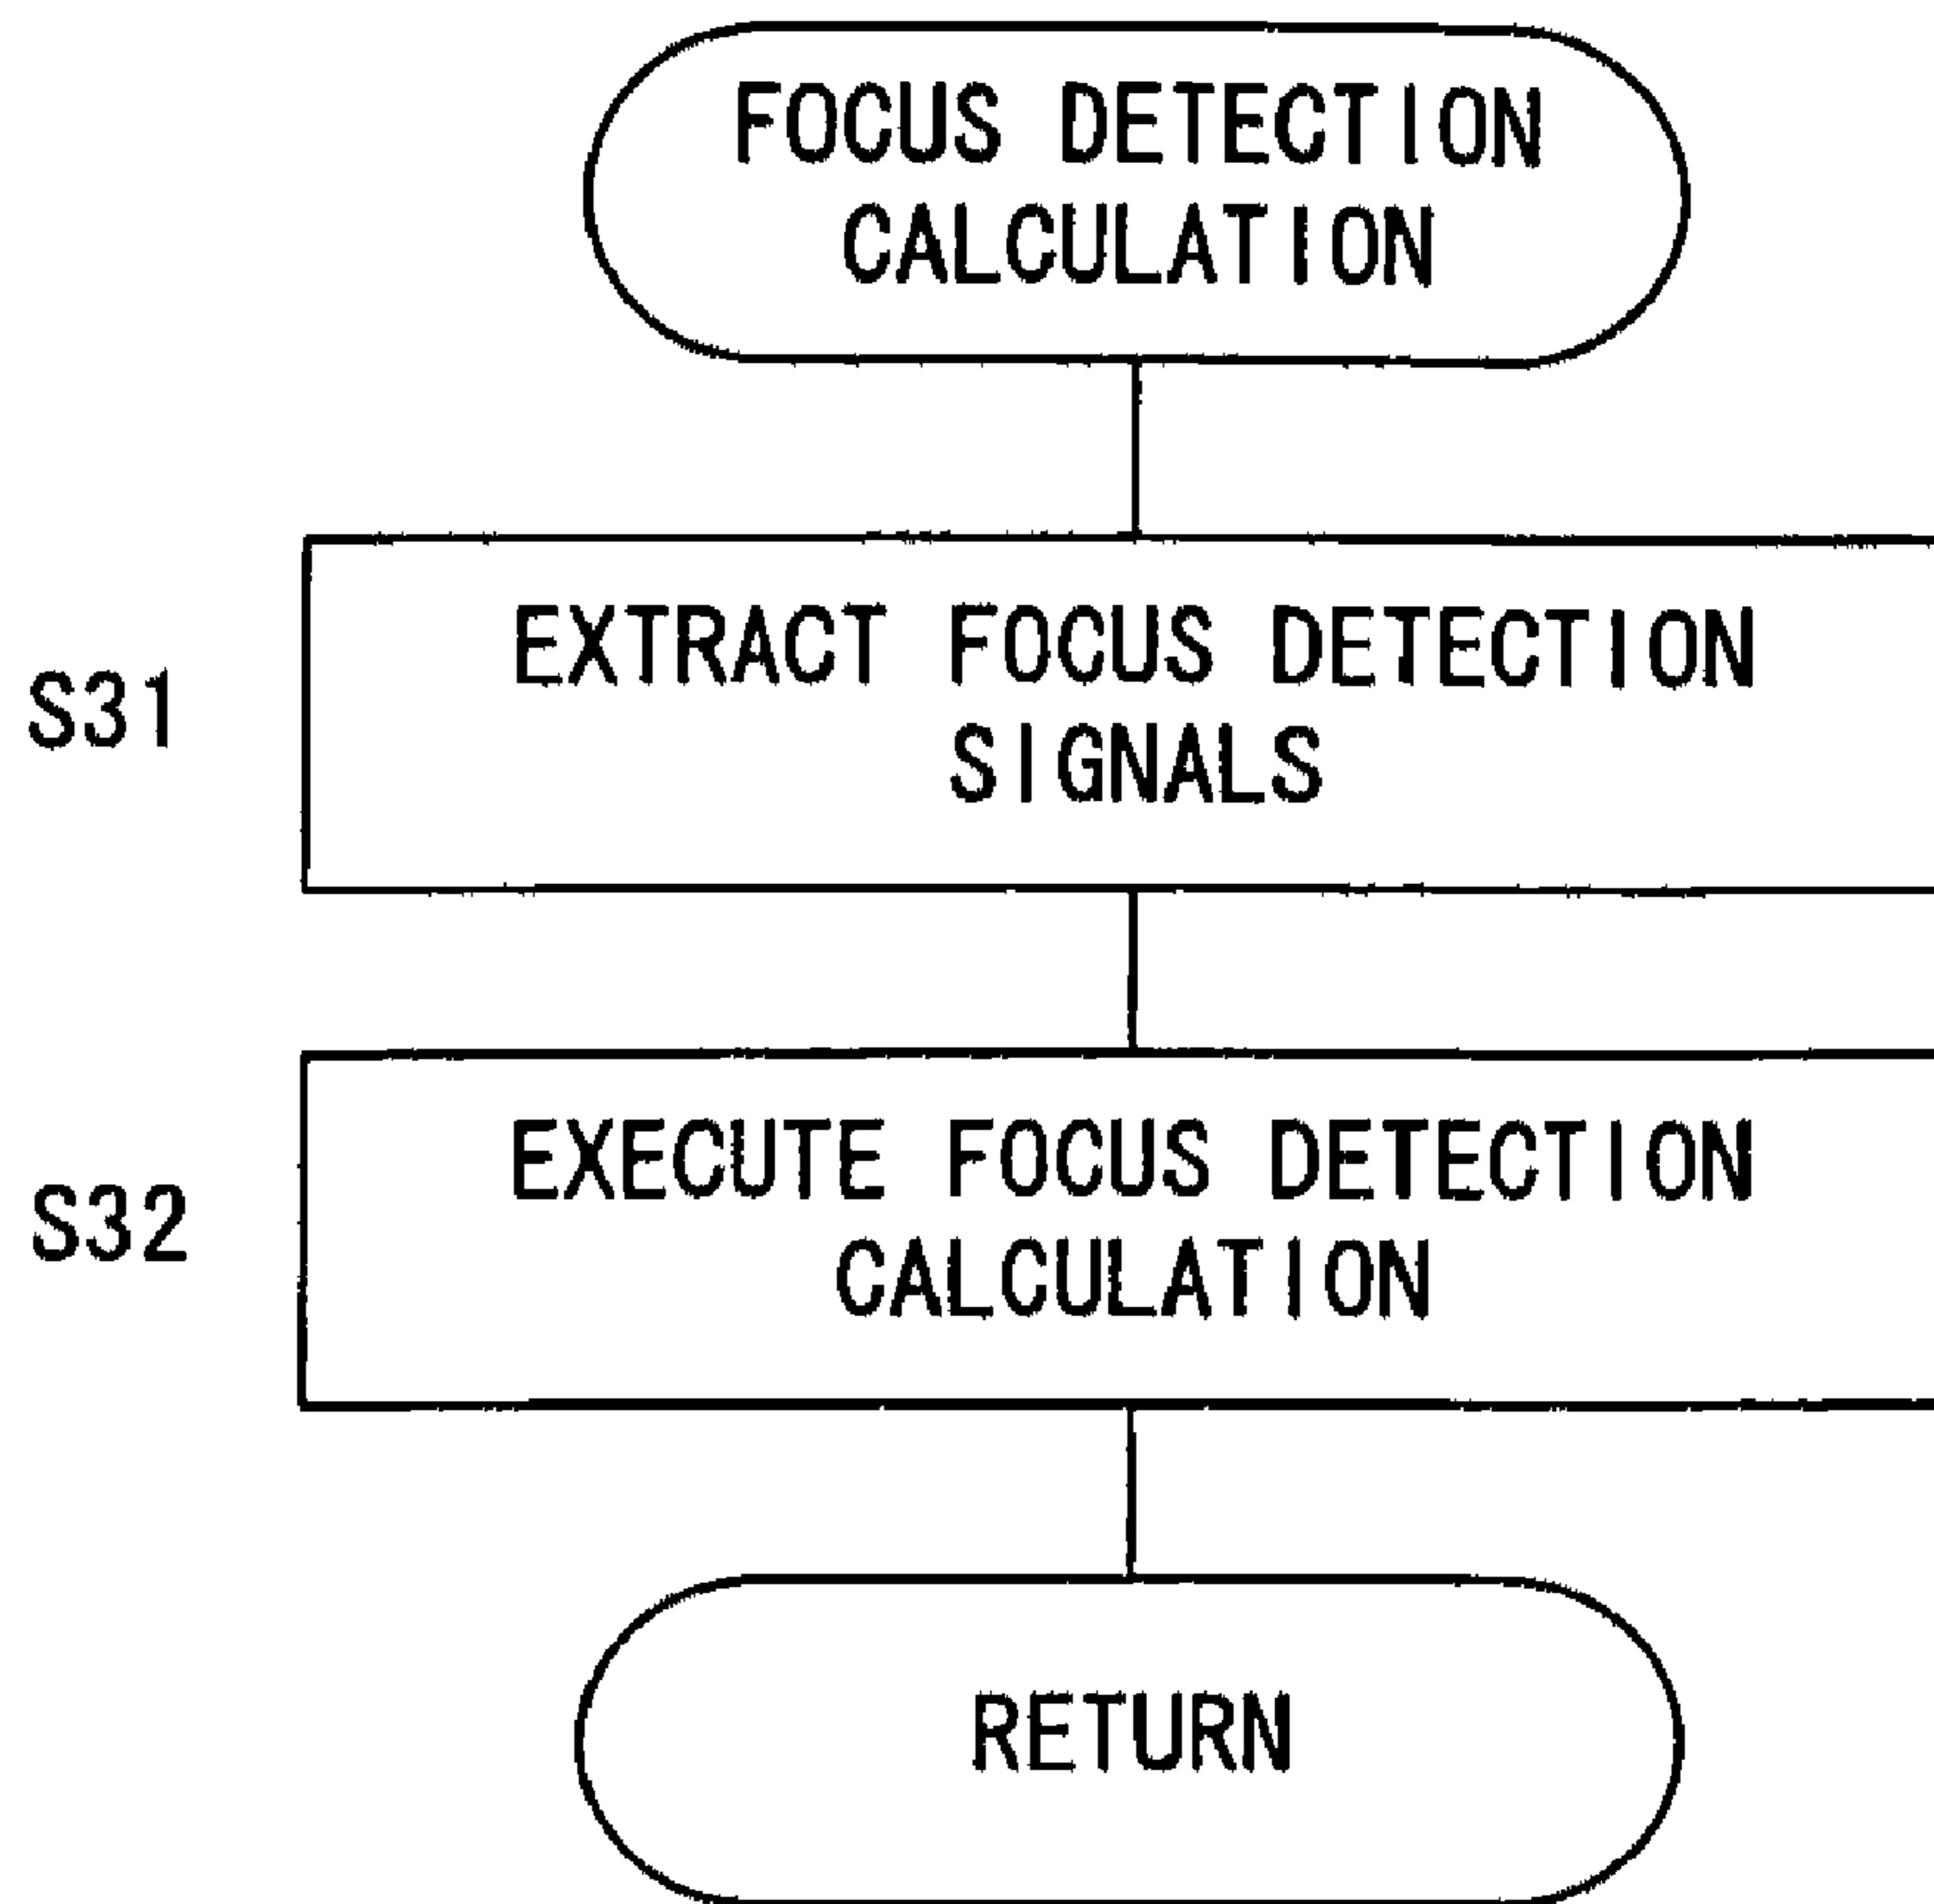 FOCUS DETECTION
CALCULATION
S31
EXTRACT FOCUS DETECTION
SIGNALS
S32
EXECUTE FOCUS DETECTION
CALCULATION
RETURN